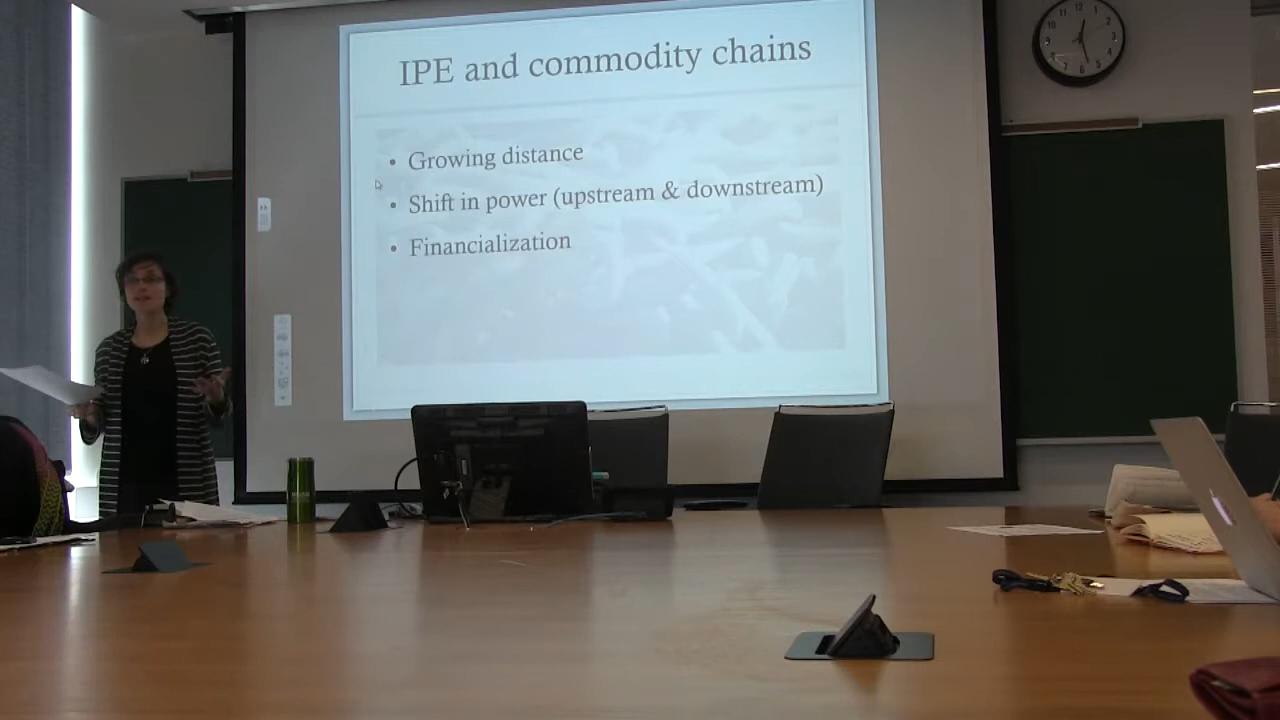 IPE and commodity chains
• Growing distance
• Shift in power (upstream & downstream)
• Financialization